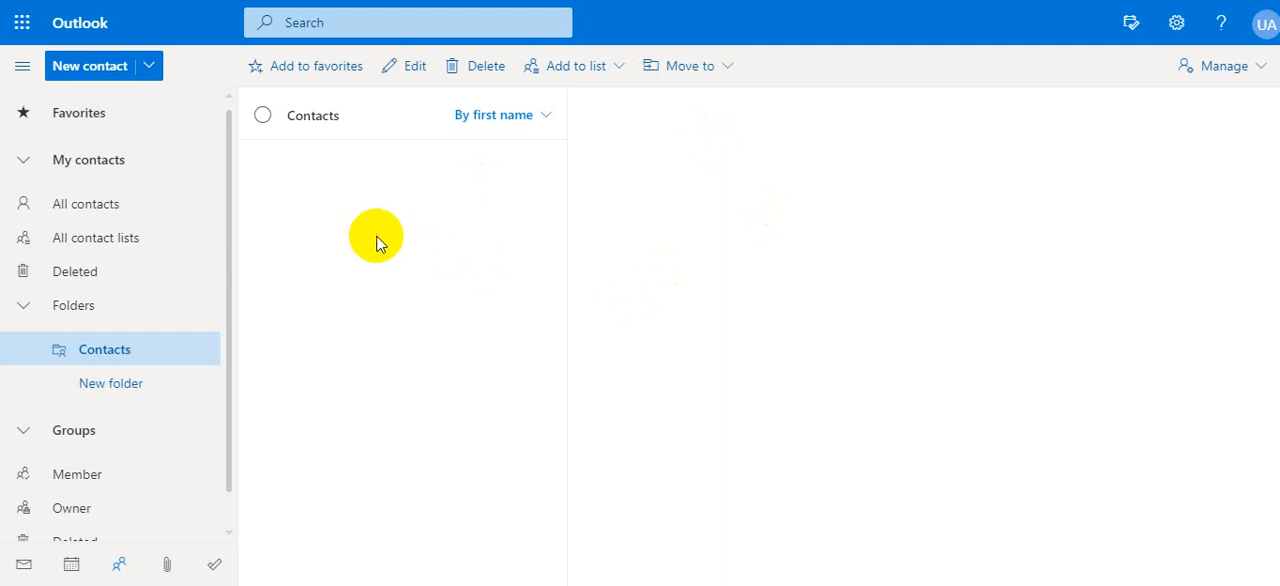 Outlook
Search
UA
New contact
Add to favorites
Edit
Delete
Add to list
Move to
Manage
Favorites
My contacts
All contacts
All contact lists
Deleted
Folders
Contacts
New folder
Groups
Member
Owner
Deleted
Contacts
By first name